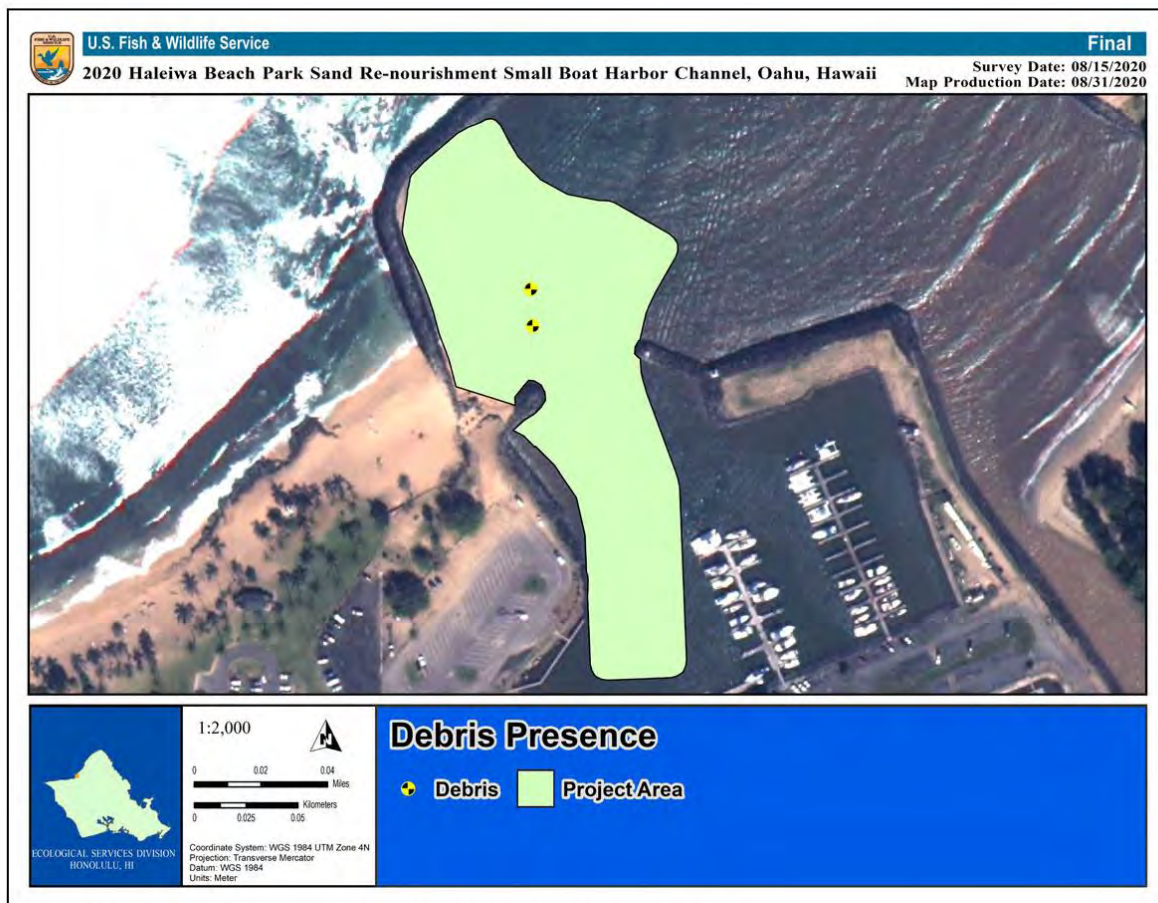 U.S. Fish & Wildlife Service
Final
2020 Haleiwa Beach Park Sand Re-nourishment Small Boat Harbor Channel, Oahu, Hawaii
Survey Date: 08/15/2020
Map Production Date: 08/31/2020
ECOLOGICAL SERVICES DIVISION
HONOLULU, HI
1:2,000
N
0 0.02 0.04
Miles
Kilometers
0 0.025 0.05
Coordinate System: WGS 1984 UTM Zone 4N
Projection: Transverse Mercator
Datum: WGS 1984
Units: Meter
Debris Presence
Debris
Project Area